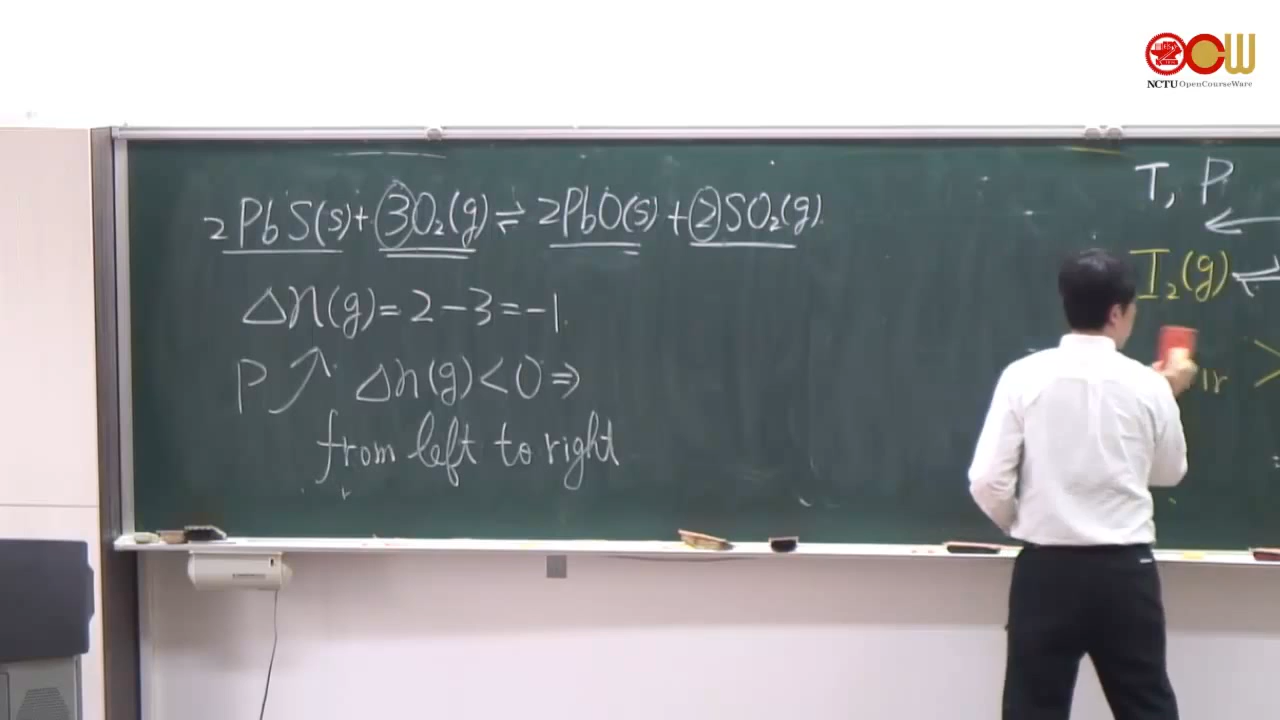 NCTU OpenCourseWare
2PbS(s)+3O₂(g)⇌2PbO(s)+2SO₂(g)
Δn(g)=2-3=-1
P↗ Δn(g)<0⇒
from left to right
T, P
←
I₂(g)⇌
>